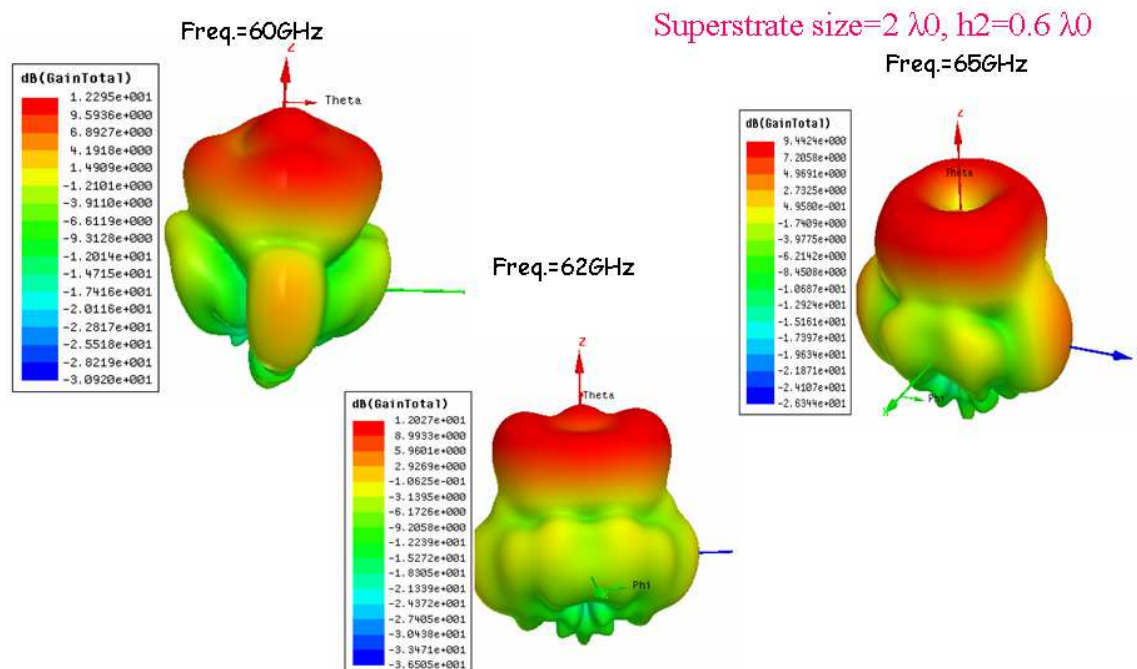 Superstrate size=2 λ0, h2=0.6 λ0
Freq.=60GHz
dB(GainTotal)
1.2295e+001
9.5936e+000
6.8927e+000
4.1918e+000
1.4909e+000
-1.2101e+000
-3.9110e+000
-6.6119e+000
-9.3128e+000
-1.2014e+001
-1.4715e+001
-1.7416e+001
-2.0116e+001
-2.2817e+001
-2.5518e+001
-2.8219e+001
-3.0920e+001
Z
Theta
Freq.=65GHz
dB(GainTotal)
9.4424e+000
7.2058e+000
4.9691e+000
2.7325e+000
4.9580e-001
-1.7409e+000
-3.9775e+000
-6.2142e+000
-8.4508e+000
-1.0687e+001
-1.2924e+001
-1.5161e+001
-1.7397e+001
-1.9634e+001
-2.1871e+001
-2.4107e+001
-2.6344e+001
Z
Theta
X
Phi
Freq.=62GHz
dB(GainTotal)
1.2027e+001
8.9933e+000
5.9601e+000
2.9269e+000
-1.0625e-001
-3.1395e+000
-6.1726e+000
-9.2058e+000
-1.2239e+001
-1.5272e+001
-1.8305e+001
-2.1339e+001
-2.4372e+001
-2.7405e+001
-3.0438e+001
-3.3471e+001
-3.6505e+001
Z
Theta
Phi